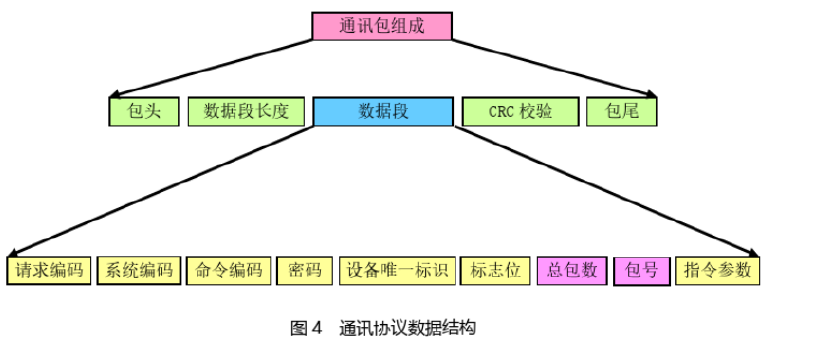 通讯包组成
包头 数据段长度 数据段 CRC 校验 包尾
请求编码 系统编码 命令编码 密码 设备唯一标识 标志位 总包数 包号 指令参数
图 4 通讯协议数据结构